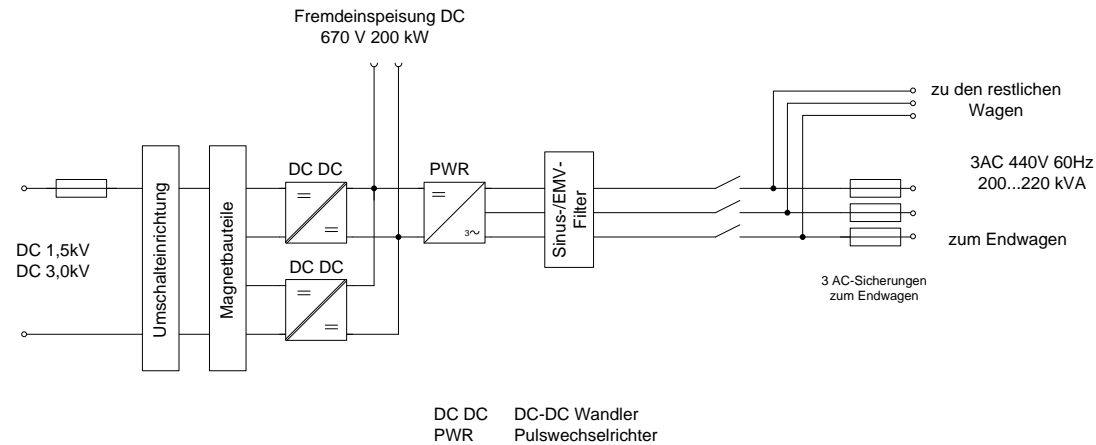 Fremdeinspeisung DC
670 V 200 kW
zu den restlichen
Wagen
DC DC
PWR
3AC 440V 60Hz
200...220 kVA
Umschalteinrichtung
Magnetbauteile
3~
Sinus-/EMV-
Filter
DC 1,5kV
DC 3,0kV
zum Endwagen
DC DC
3 AC-Sicherungen
zum Endwagen
DC DC DC-DC Wandler
PWR Pulswechselrichter